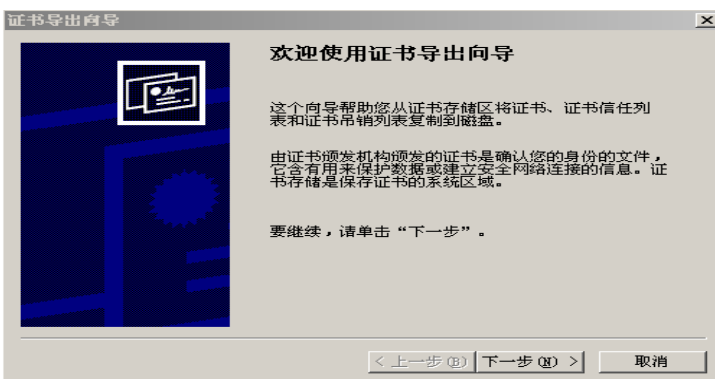 证书导出向导
欢迎使用证书导出向导
这个向导帮助您从证书存储区将证书、证书信任列
表和证书吊销列表复制到磁盘。
由证书颁发机构颁发的证书是确认您的身份的文件，
它含有用来保护数据或建立安全网络连接的信息。证
书存储是保存证书的系统区域。
要继续，请单击“下一步”。
< 上一步(B) 下一步(N) > 取消